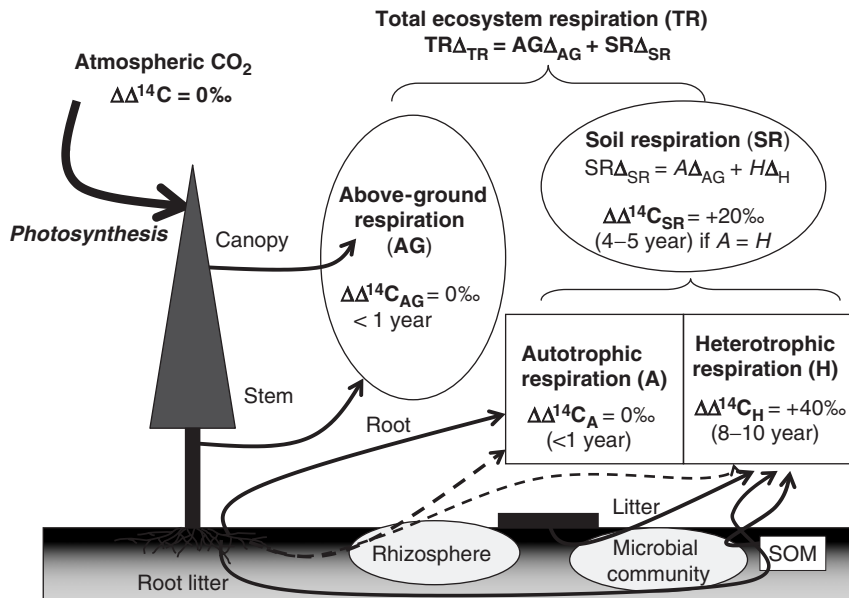 Total ecosystem respiration (TR)
TRΔTR = AGΔAG + SRΔSR
Atmospheric CO2
ΔΔ14C = 0‰
Photosynthesis
Canopy
Stem
Above-ground
respiration
(AG)
ΔΔ14CAG = 0‰
< 1 year
Soil respiration (SR)
SRΔSR = AΔAG + HΔH
ΔΔ14CSR = +20‰
(4–5 year) if A = H
Autotrophic
respiration (A)
ΔΔ14CA = 0‰
(<1 year)
Heterotrophic
respiration (H)
ΔΔ14CH = +40‰
(8–10 year)
Root
Litter
Rhizosphere
Microbial
community
SOM
Root litter